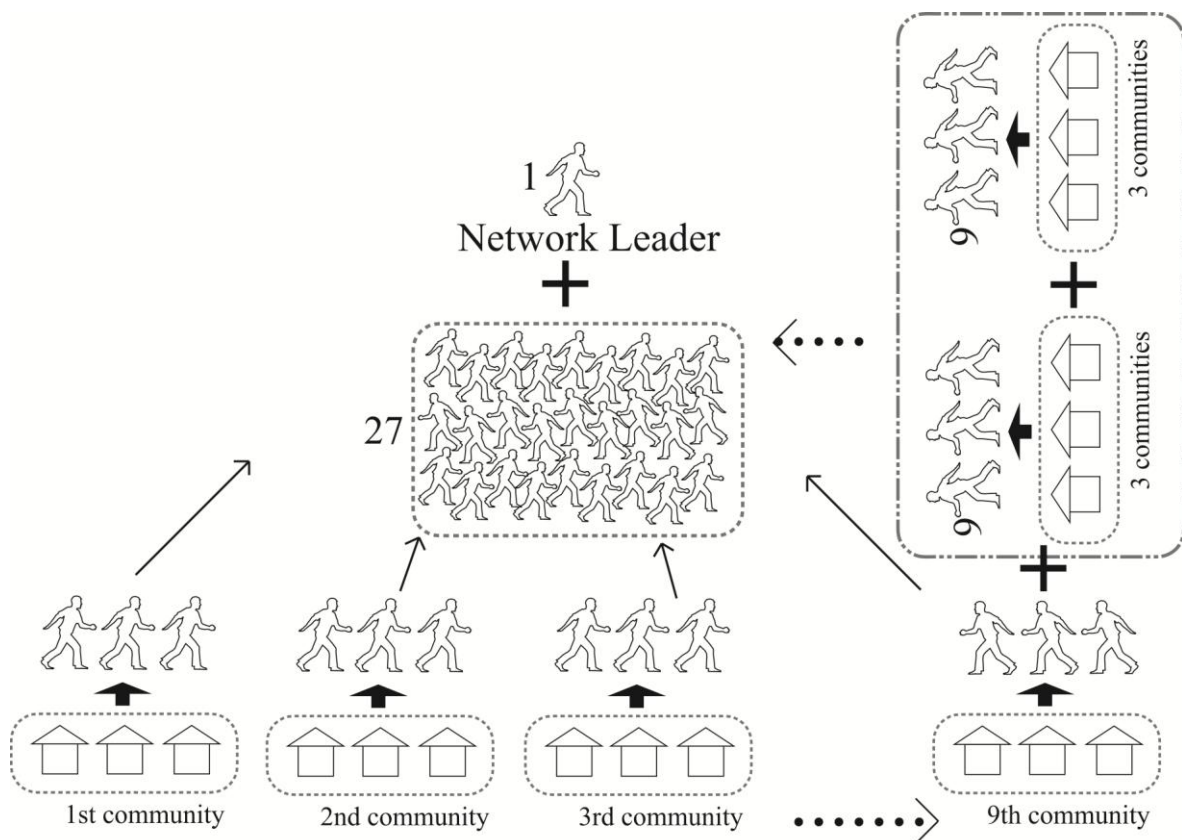 1
Network Leader
+
27
1st community
2nd community
3rd community
9th community
9
3 communities
+
9
3 communities
+